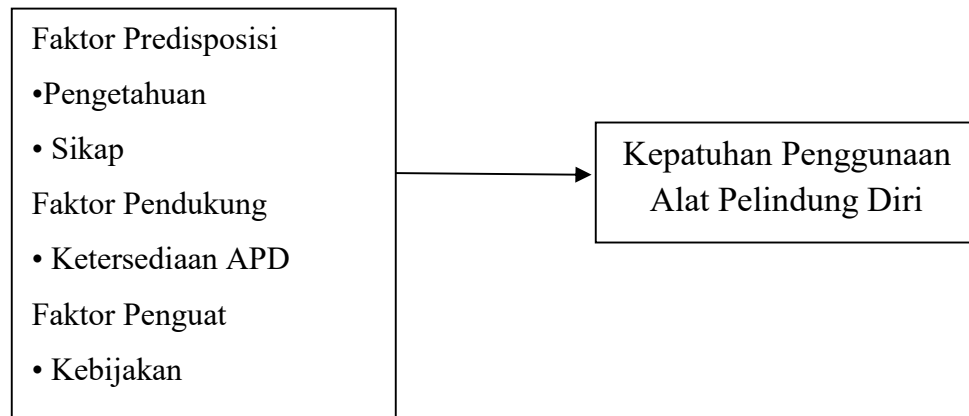 Faktor Predisposisi
•Pengetahuan
• Sikap
Faktor Pendukung
• Ketersediaan APD
Faktor Penguat
• Kebijakan
Kepatuhan Penggunaan
Alat Pelindung Diri